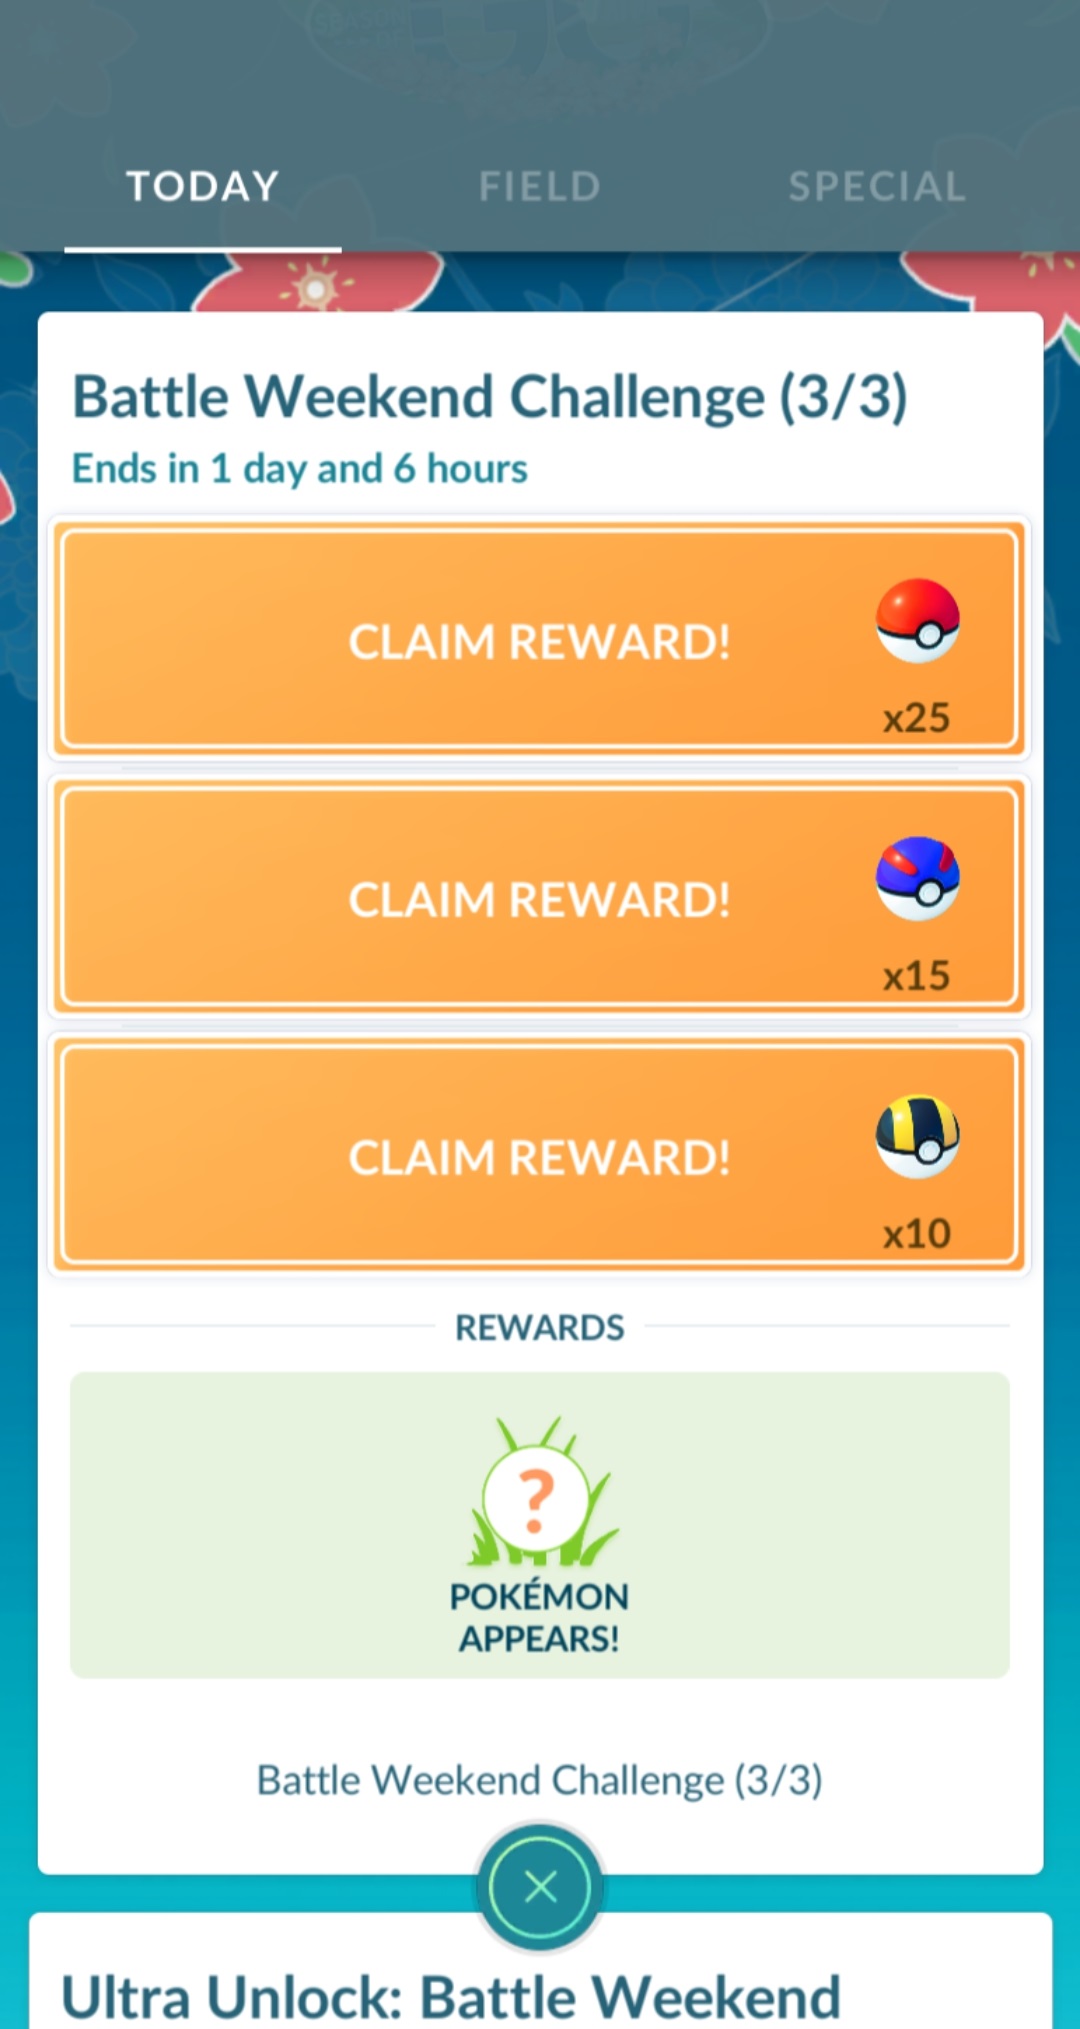 SEASON
TODAY
FIELD
SPECIAL
Battle Weekend Challenge (3/3)
Ends in 1 day and 6 hours
CLAIM REWARD!
x25
CLAIM REWARD!
x15
CLAIM REWARD!
x10
REWARDS
?
POKÉMON
APPEARS!
Battle Weekend Challenge (3/3)
Ultra Unlock: Battle Weekend